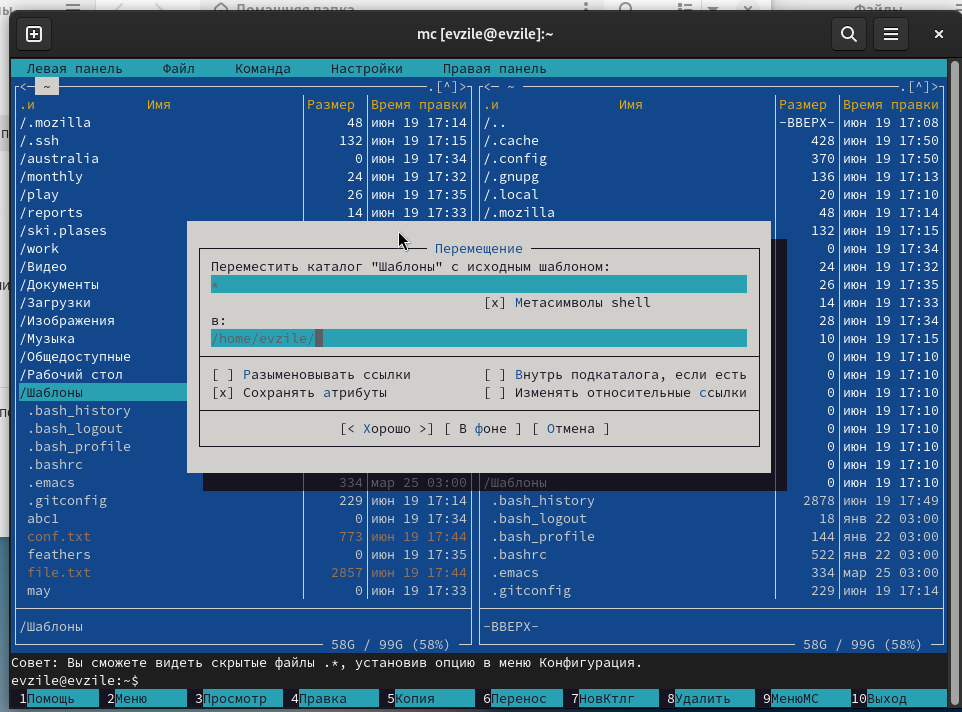 Домашняя папка
Файлы
mc [evzile@evzile]:~
Левая панель Файл Команда Настройки Правая панель
<- ~ .[^]> <- ~ .[^]>
.и Имя Размер Время правки .и Имя Размер Время правки
/.mozilla 48 июн 19 17:14 /.. -ВВЕРХ- июн 19 17:08
/.ssh 132 июн 19 17:15 /.cache 428 июн 19 17:50
/australia 0 июн 19 17:34 /.config 370 июн 19 17:50
/monthly 24 июн 19 17:32 /.gnupg 136 июн 19 17:13
/play 26 июн 19 17:35 /.local 20 июн 19 17:10
/reports 14 июн 19 17:33 /.mozilla 48 июн 19 17:14
/ski.plases 132 июн 19 17:15
/work 0 июн 19 17:34
/Видео 24 июн 19 17:32
/Документы 26 июн 19 17:35
/Загрузки 14 июн 19 17:33
/Изображения 28 июн 19 17:34
/Музыка 10 июн 19 17:15
/Общедоступные 0 июн 19 17:10
/Рабочий стол 0 июн 19 17:10
/Шаблоны 0 июн 19 17:10
.bash_history 0 июн 19 17:10
.bash_logout 0 июн 19 17:10
.bash_profile 0 июн 19 17:10
.bashrc 0 июн 19 17:10
.emacs 334 мар 25 03:00 /Шаблоны 0 июн 19 17:10
.gitconfig 229 июн 19 17:14 .bash_history 2878 июн 19 17:49
abc1 0 июн 19 17:34 .bash_logout 18 янв 22 03:00
conf.txt 773 июн 19 17:44 .bash_profile 144 янв 22 03:00
feathers 0 июн 19 17:35 .bashrc 522 янв 22 03:00
file.txt 2857 июн 19 17:44 .emacs 334 мар 25 03:00
may 0 июн 19 17:33 .gitconfig 229 июн 19 17:14
Перемещение
Переместить каталог "Шаблоны" с исходным шаблоном:
*
[x] Метасимволы shell
в:
/home/evzile/
[ ] Разыменовывать ссылки [ ] Внутрь подкаталога, если есть
[x] Сохранять атрибуты [ ] Изменять относительные ссылки
[< Хорошо >] [ В фоне ] [ Отмена ]
/Шаблоны -ВВЕРХ-
58G / 99G (58%) 58G / 99G (58%)
Совет: Вы сможете видеть скрытые файлы .*, установив опцию в меню Конфигурация.
evzile@evzile:~$
1Помощь 2Меню 3Просмотр 4Правка 5Копия 6Перенос 7НовКтлг 8Удалить 9МенюМС 10Выход